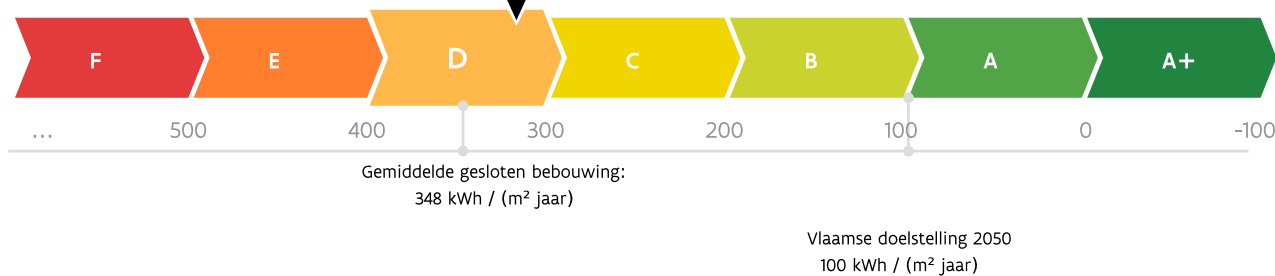 F E D C B A A+
... 500 400 300 200 100 0 -100
Gemiddelde gesloten bebouwing:
348 kWh / (m² jaar)
Vlaamse doelstelling 2050
100 kWh / (m² jaar)